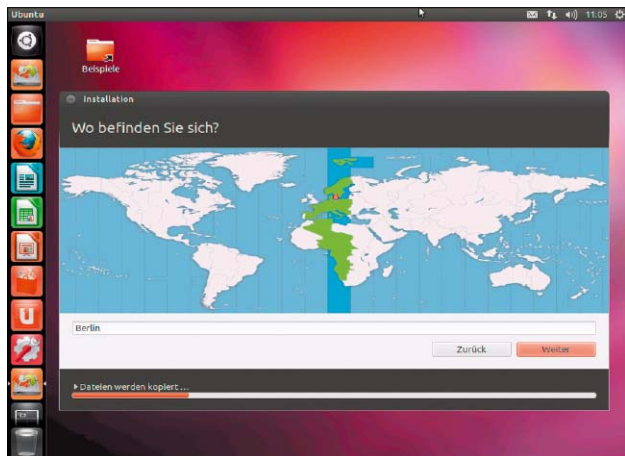 Ubuntu
11:05
Beispiele
Installation
Wo befinden Sie sich?
Berlin
Zurück
Weiter
Dateien werden kopiert ...